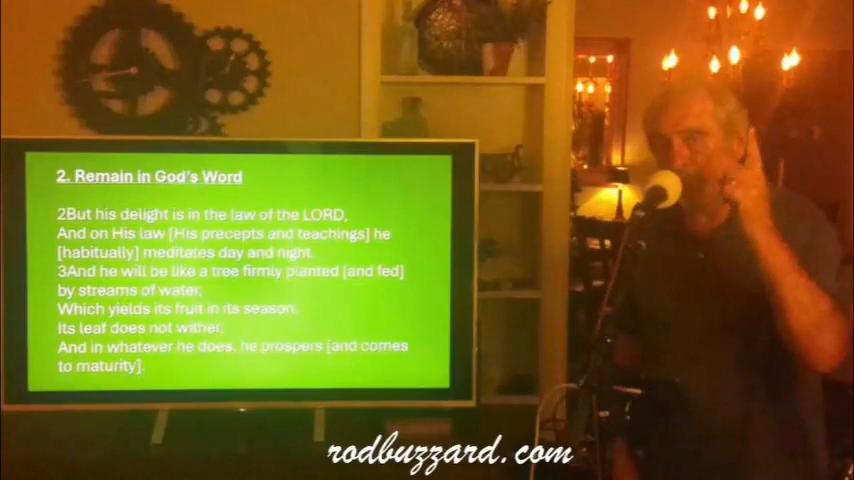 2. Remain in God's Word
2But his delight is in the law of the LORD,
And on His law [His precepts and teachings] he
[habitually] meditates day and night.
3And he will be like a tree firmly planted [and fed]
by streams of water,
Which yields its fruit in its season;
Its leaf does not wither;
And in whatever he does, he prospers [and comes
to maturity].
rodbuzzard.com